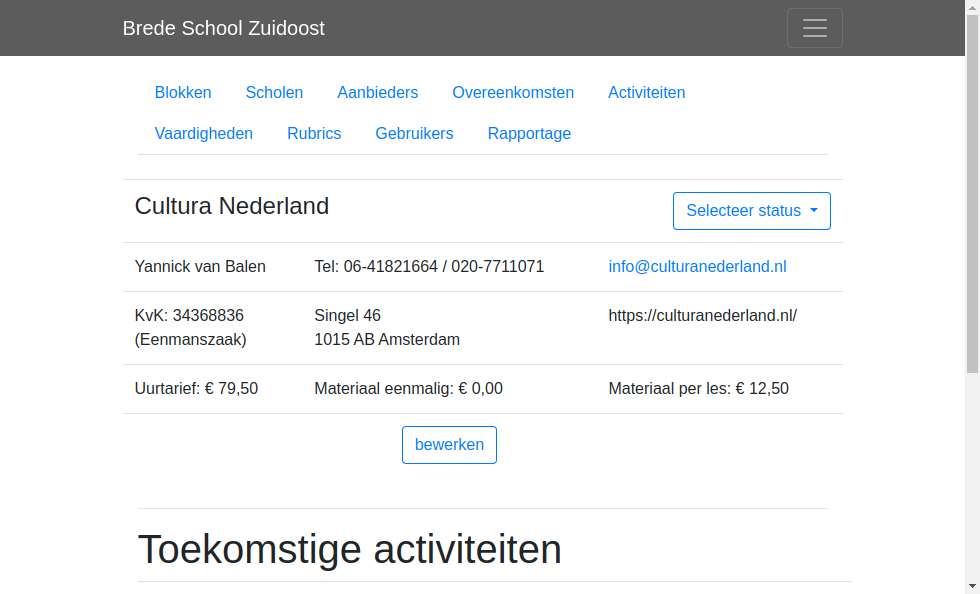 Brede School Zuidoost
Blokken Scholen Aanbieders Overeenkomsten Activiteiten
Vaardigheden Rubrics Gebruikers Rapportage
Cultura Nederland Selecteer status
Yannick van Balen Tel: 06-41821664 / 020-7711071 info@culturanederland.nl
KvK: 34368836 Singel 46 https://culturanederland.nl/
(Eenmanszaak) 1015 AB Amsterdam
Uurtarief: € 79,50 Materiaal eenmalig: € 0,00 Materiaal per les: € 12,50
bewerken
Toekomstige activiteiten